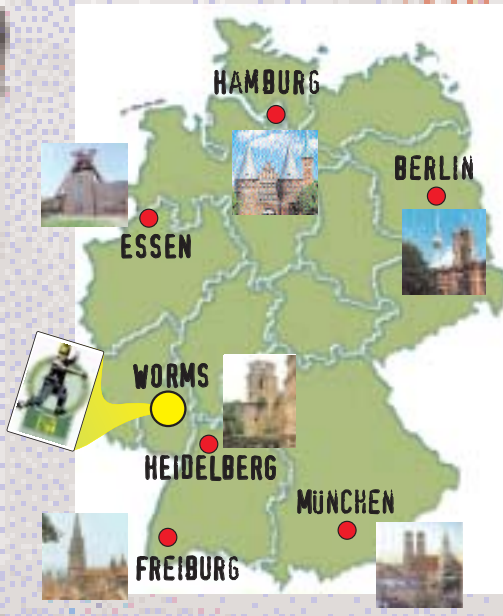 HAMBURG
BERLIN
ESSEN
WORMS
HEIDELBERG
MÜNCHEN
FREIBURG